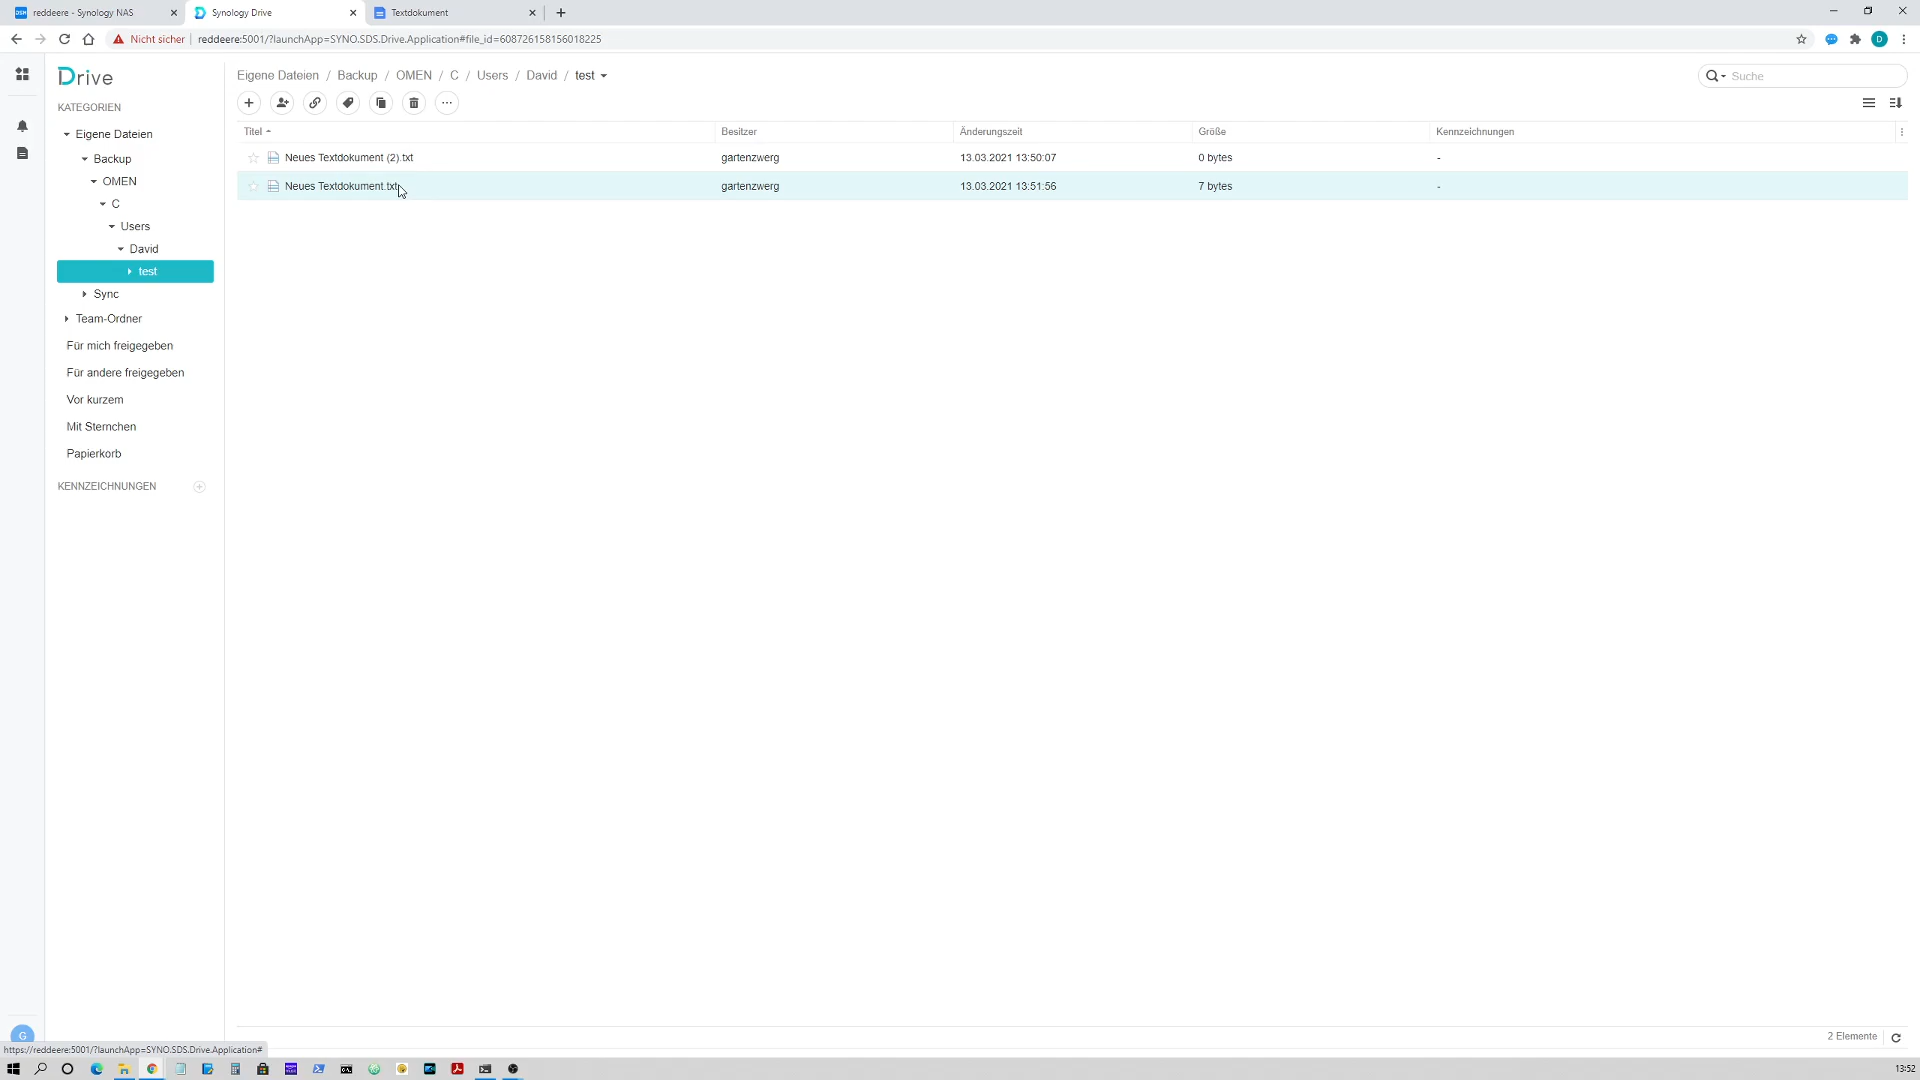 reddeere - Synology NAS
Synology Drive
Textdokument
Nicht sicher
reddeere:5001/?launchApp=SYNO.SDS.Drive.Application#file_id=608726158156018225
Drive
Eigene Dateien / Backup / OMEN / C / Users / David / test
Suche
KATEGORIEN
Eigene Dateien
Backup
OMEN
C
Users
David
test
Sync
Team-Ordner
Für mich freigegeben
Für andere freigegeben
Vor kurzem
Mit Sternchen
Papierkorb
KENNZEICHNUNGEN
Titel Besitzer Änderungszeit Größe Kennzeichnungen
Neues Textdokument (2).txt gartenzwerg 13.03.2021 13:50:07 0 bytes -
Neues Textdokument.txt gartenzwerg 13.03.2021 13:51:56 7 bytes -
2 Elemente
G
https://reddeere:5001/?launchApp=SYNO.SDS.Drive.Application#
13:52